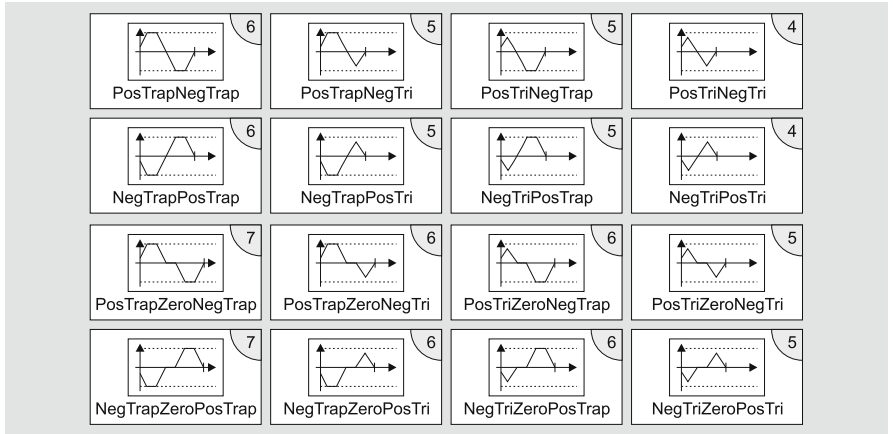 6 5 5 4
PosTrapNegTrap PosTrapNegTri PosTriNegTrap PosTriNegTri
6 5 5 4
NegTrapPosTrap NegTrapPosTri NegTriPosTrap NegTriPosTri
7 6 6 5
PosTrapZeroNegTrap PosTrapZeroNegTri PosTriZeroNegTrap PosTriZeroNegTri
7 6 6 5
NegTrapZeroPosTrap NegTrapZeroPosTri NegTriZeroPosTrap NegTriZeroPosTri